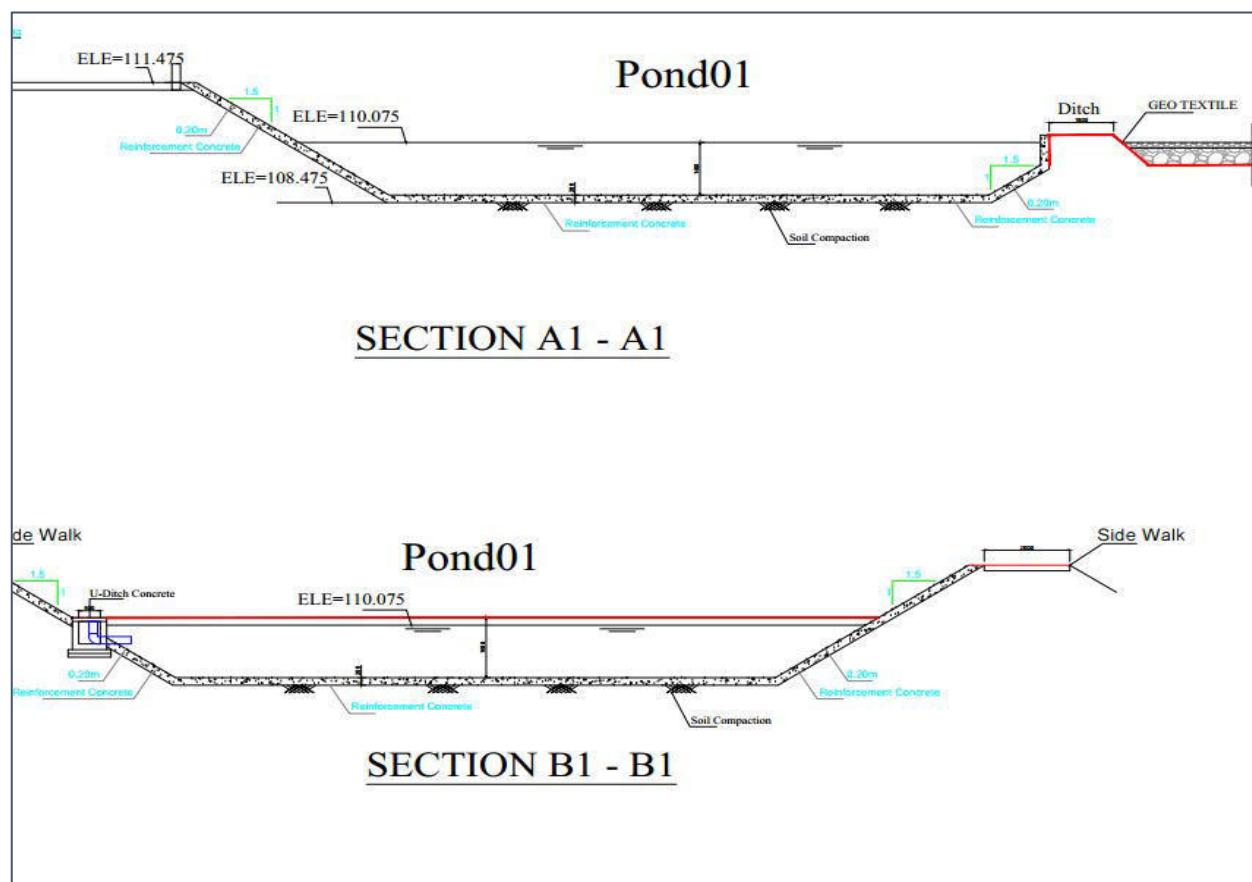 ELE=111.475
Pond01
1.5
1
ELE=110.075
Ditch
GEO TEXTILE
0.20m
Reinforcement Concrete
1.5
1
ELE=108.475
0.20m
Reinforcement Concrete
Reinforcement Concrete
Soil Compaction
SECTION A1 - A1
de Walk
Side Walk
Pond01
1.5
1
1.5
1
U-Ditch Concrete
ELE=110.075
0.20m
0.20m
Reinforcement Concrete
Reinforcement Concrete
Reinforcement Concrete
Soil Compaction
SECTION B1 - B1